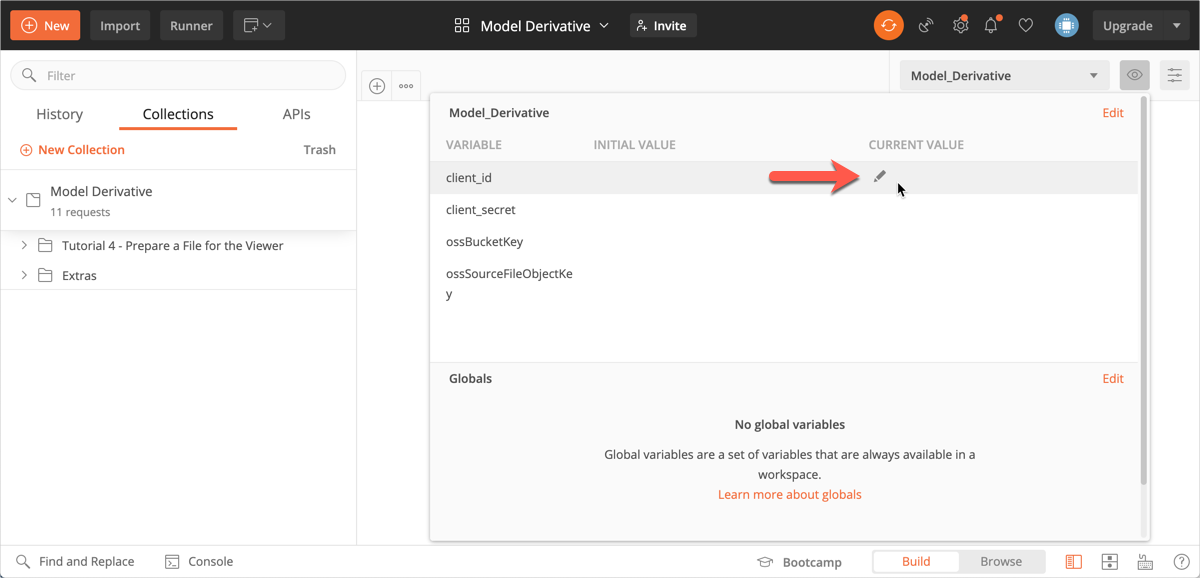 New
Import
Runner
Model Derivative
Invite
Upgrade
Filter
Model_Derivative
History
Collections
APIs
New Collection
Trash
Model Derivative
11 requests
Tutorial 4 - Prepare a File for the Viewer
Extras
Model_Derivative
Edit
VARIABLE
INITIAL VALUE
CURRENT VALUE
client_id
client_secret
ossBucketKey
ossSourceFileObjectKe
y
Globals
Edit
No global variables
Global variables are a set of variables that are always available in a
workspace.
Learn more about globals
Find and Replace
Console
Bootcamp
Build
Browse